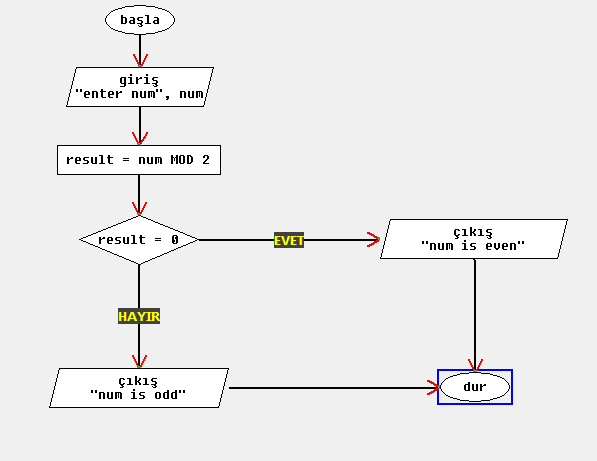 başla
giriş
"enter num", num
result = num MOD 2
result = 0
EVET
çıkış
"num is even"
HAYIR
çıkış
"num is odd"
dur